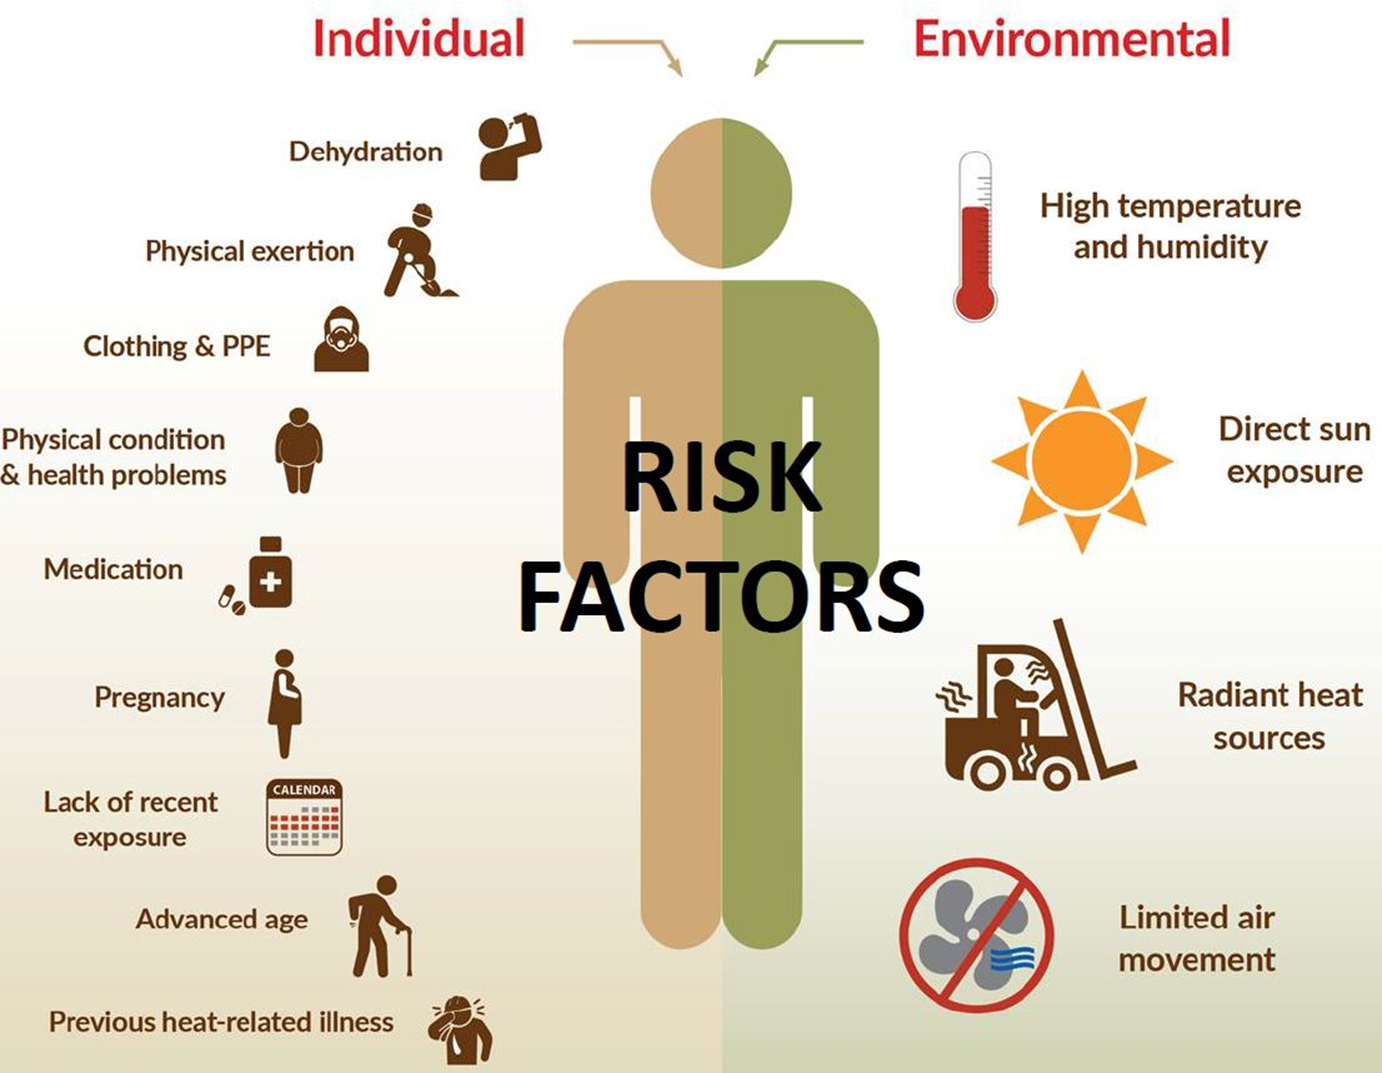 Individual
Environmental
Dehydration
Physical exertion
Clothing & PPE
Physical condition
& health problems
Medication
Pregnancy
CALENDAR
Lack of recent
exposure
Advanced age
Previous heat-related illness
RISK
FACTORS
High temperature
and humidity
Direct sun
exposure
Radiant heat
sources
Limited air
movement